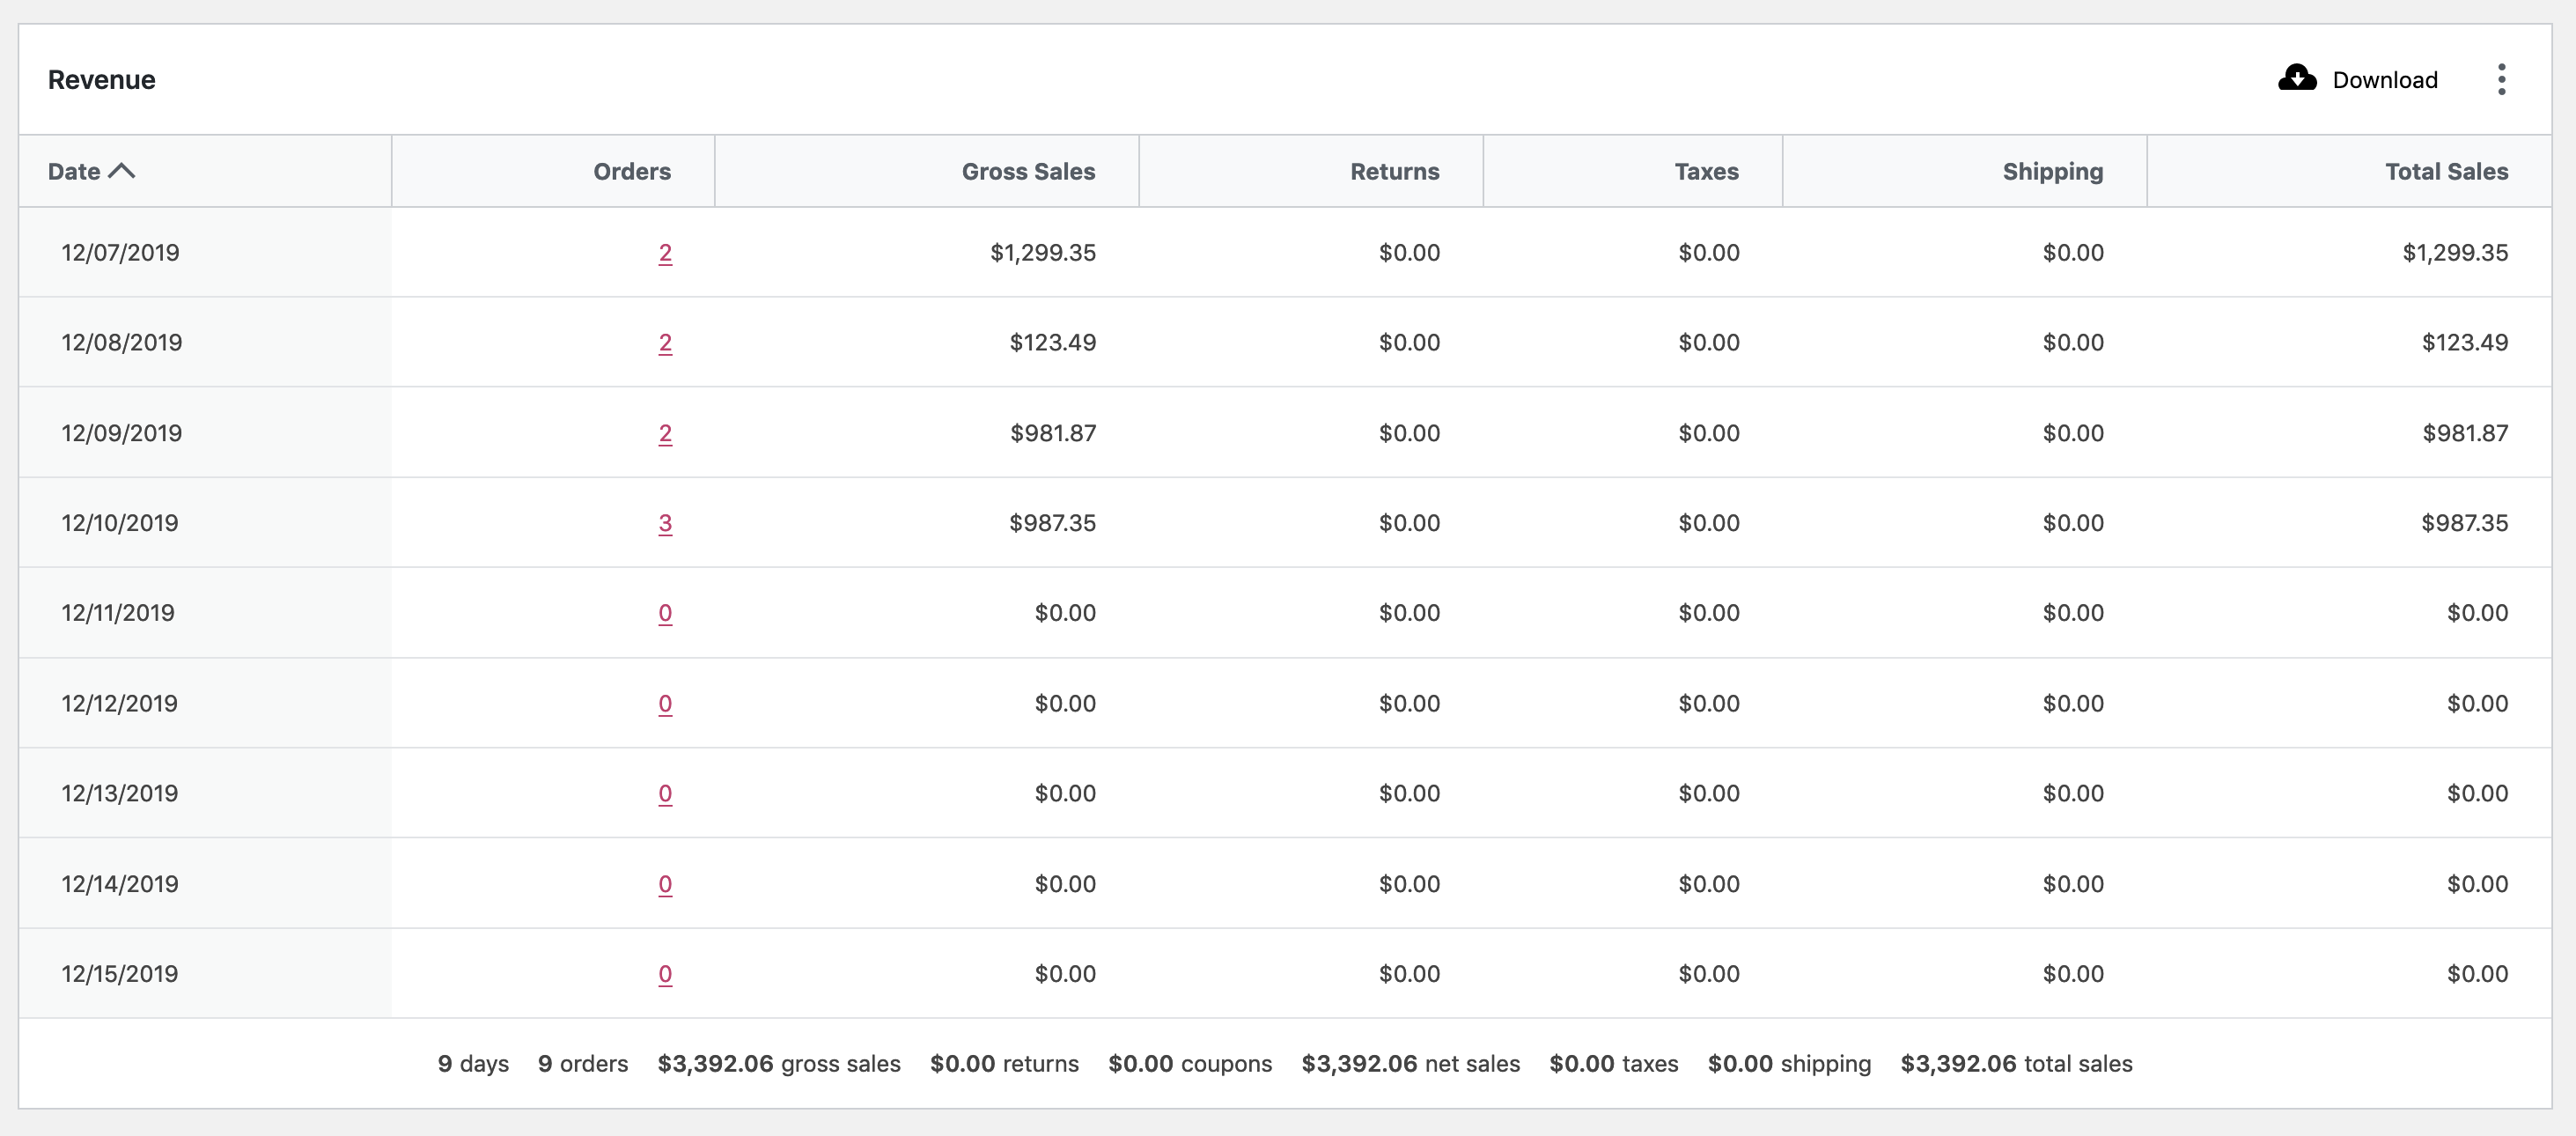 Revenue Download
Date Orders Gross Sales Returns Taxes Shipping Total Sales
12/07/2019 2 $1,299.35 $0.00 $0.00 $0.00 $1,299.35
12/08/2019 2 $123.49 $0.00 $0.00 $0.00 $123.49
12/09/2019 2 $981.87 $0.00 $0.00 $0.00 $981.87
12/10/2019 3 $987.35 $0.00 $0.00 $0.00 $987.35
12/11/2019 0 $0.00 $0.00 $0.00 $0.00 $0.00
12/12/2019 0 $0.00 $0.00 $0.00 $0.00 $0.00
12/13/2019 0 $0.00 $0.00 $0.00 $0.00 $0.00
12/14/2019 0 $0.00 $0.00 $0.00 $0.00 $0.00
12/15/2019 0 $0.00 $0.00 $0.00 $0.00 $0.00
9 days 9 orders $3,392.06 gross sales $0.00 returns $0.00 coupons $3,392.06 net sales $0.00 taxes $0.00 shipping $3,392.06 total sales